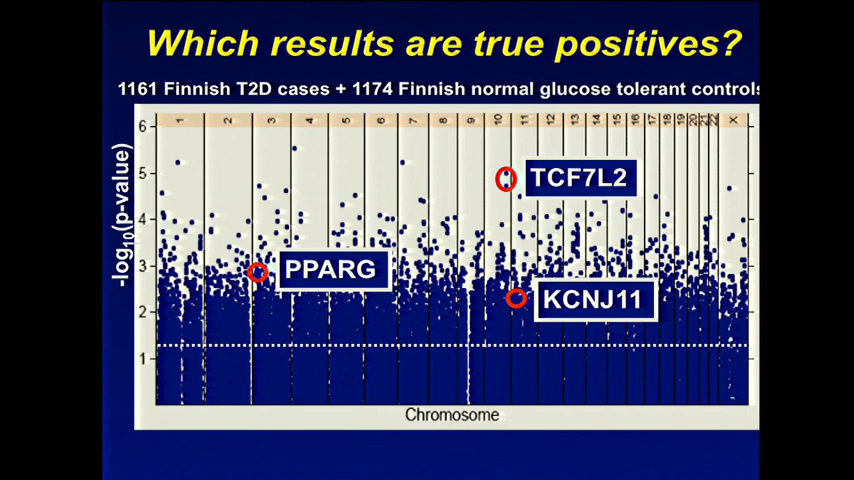 Which results are true positives?
1161 Finnish T2D cases + 1174 Finnish normal glucose tolerant controls
1 2 3 4 5 6 7 8 9 10 11 12 13 14 15 16 17 18 19 20 21 22 X
6
5
4
3
2
1
-log10(p-value)
TCF7L2
PPARG
KCNJ11
Chromosome